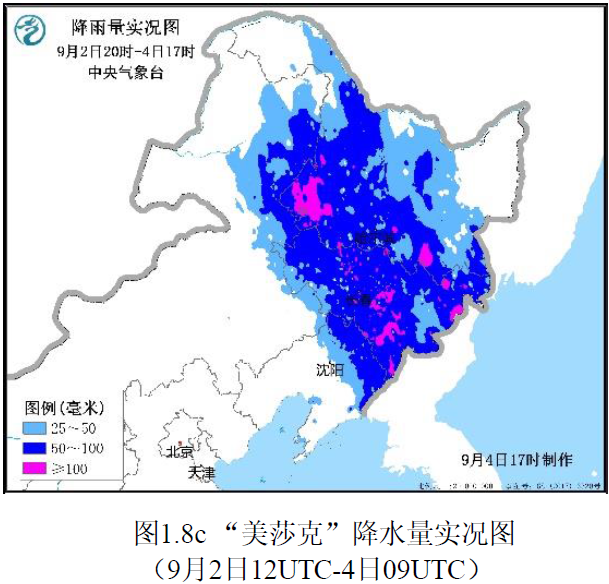 降雨量实况图
9月2日20时-4日17时
中央气象台
沈阳
图例(毫米)
25～50
50～100
≥100
北京
天津
9月4日17时制作
图1.8c “美莎克”降水量实况图
（9月2日12UTC-4日09UTC）